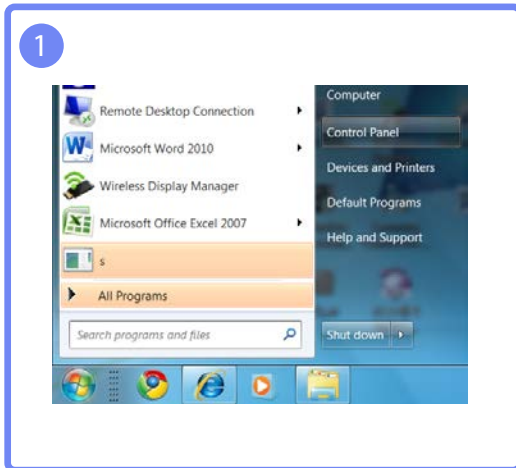 1
Remote Desktop Connection
Microsoft Word 2010
Wireless Display Manager
Microsoft Office Excel 2007
s
All Programs
Search programs and files
Computer
Control Panel
Devices and Printers
Default Programs
Help and Support
Shut down